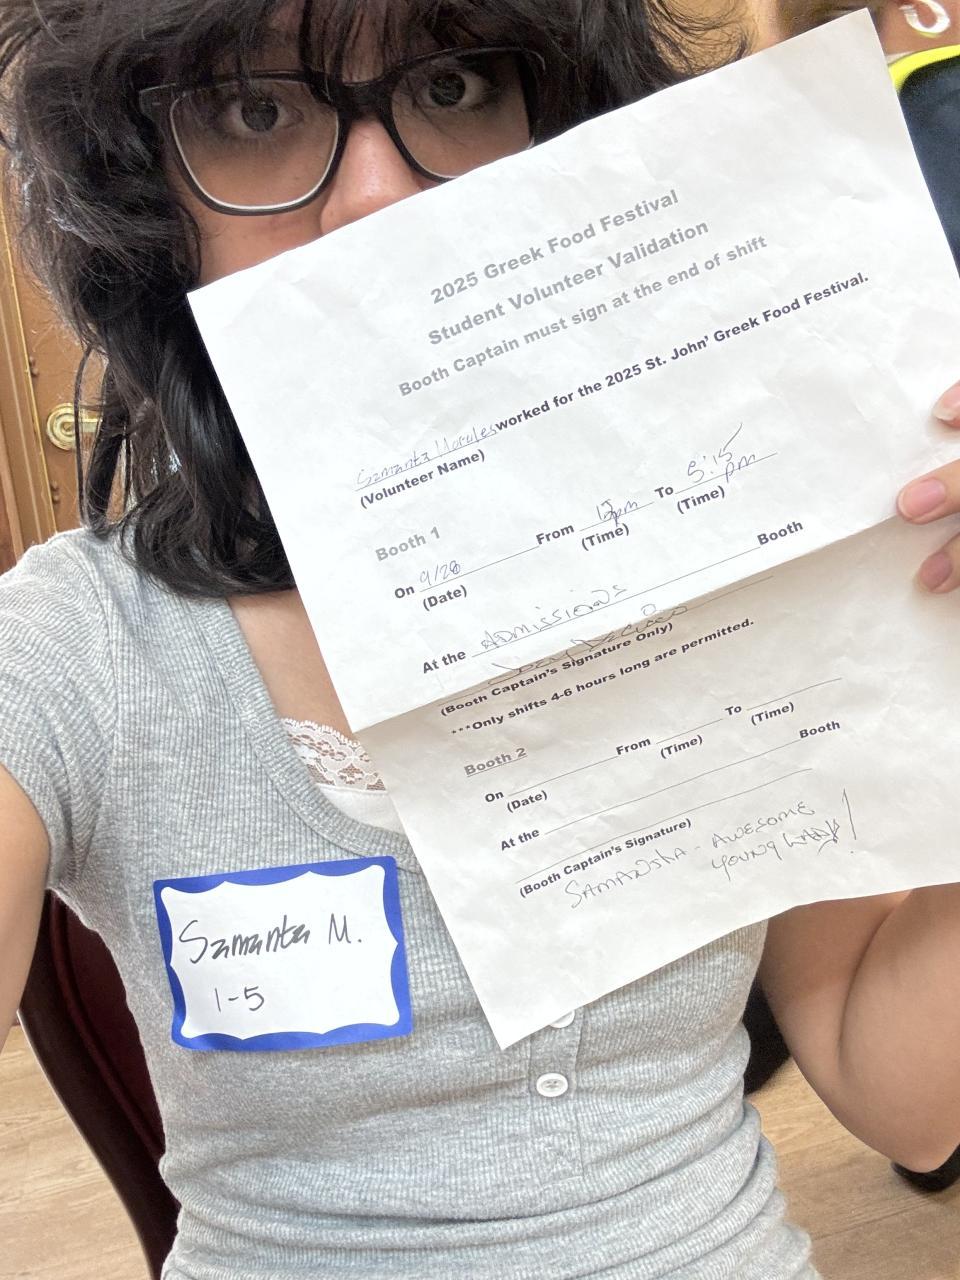 2025 Greek Food Festival
Student Volunteer Validation
Booth Captain must sign at the end of shift
Samanta Morales worked for the 2025 St. John' Greek Food Festival.
(Volunteer Name)
Booth 1
On 9/28 From pm To 5:15 pm
(Date) (Time) (Time)
At the Admissions Booth
(Booth Captain's Signature Only)
***Only shifts 4-6 hours long are permitted.
Booth 2
On From To
(Date) (Time) (Time)
At the Booth
(Booth Captain's Signature)
SAMANSHA - AWESOME
YOUNG LADY!
Samanta M.
1-5